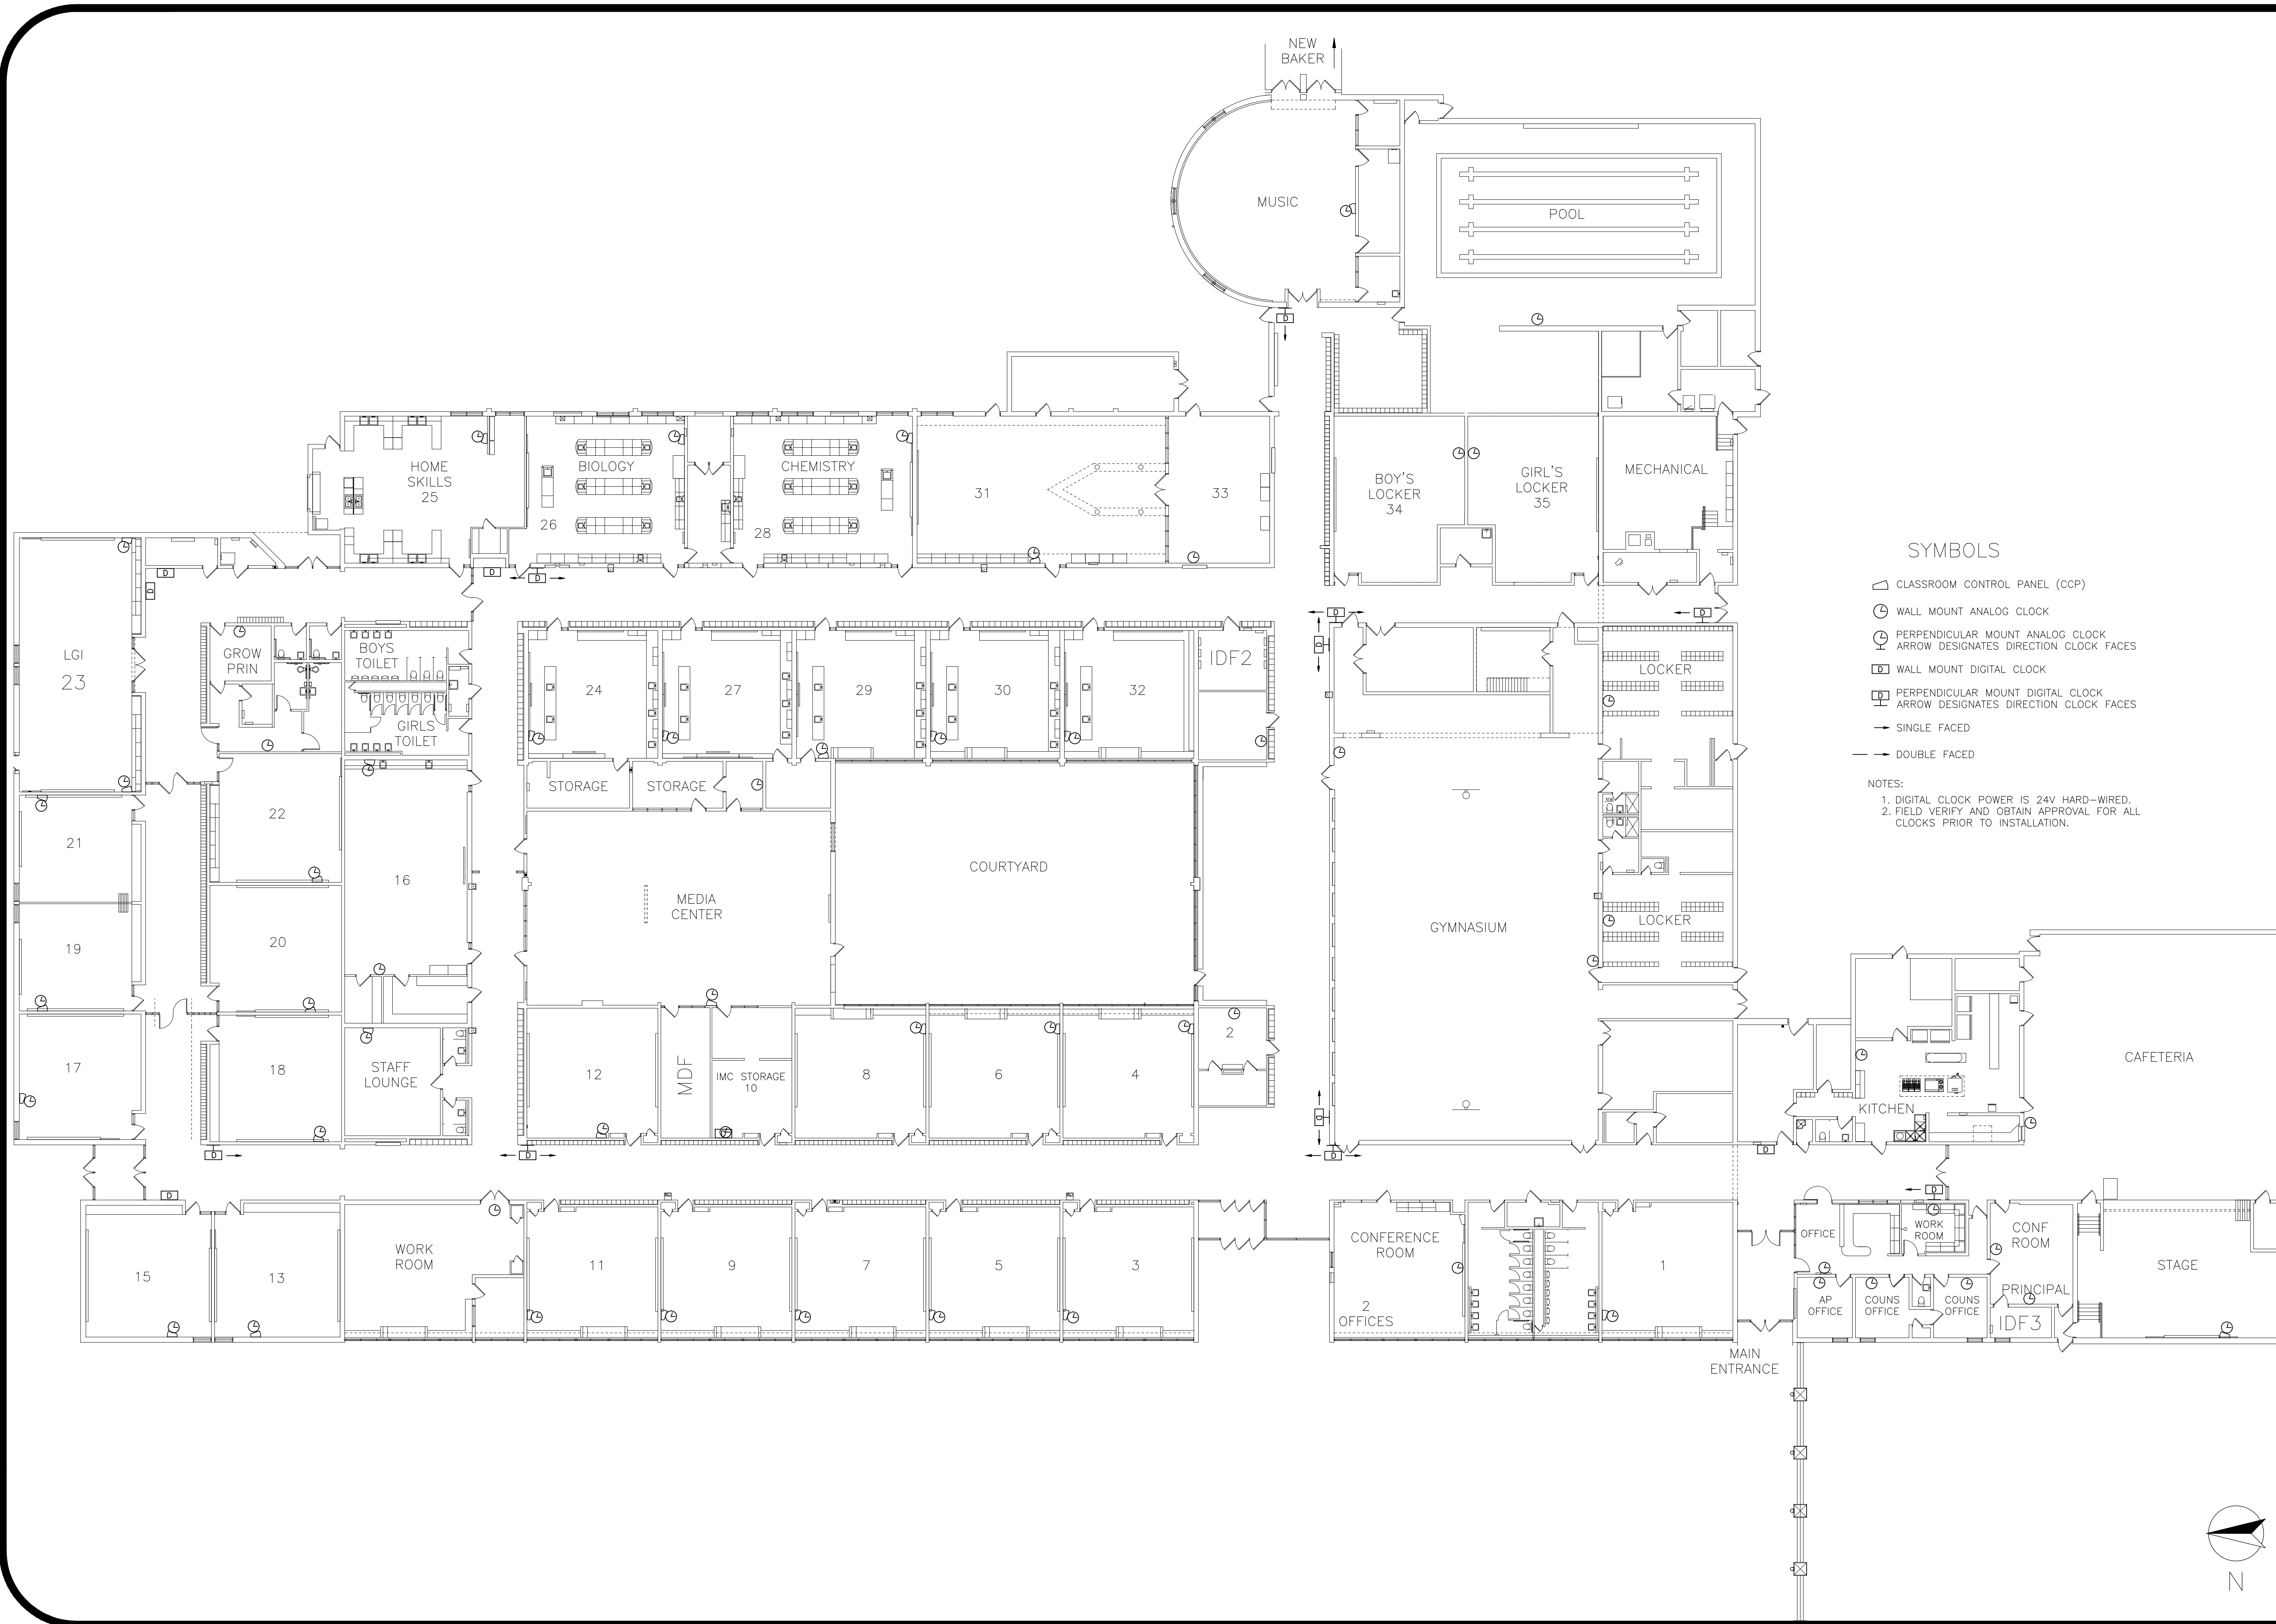 NEW
BAKER
MUSIC
POOL
HOME
SKILLS
25
BIOLOGY
26
CHEMISTRY
28
31
33
BOY'S
LOCKER
34
GIRL'S
LOCKER
35
MECHANICAL
SYMBOLS
CLASSROOM CONTROL PANEL (CCP)
WALL MOUNT ANALOG CLOCK
PERPENDICULAR MOUNT ANALOG CLOCK
ARROW DESIGNATES DIRECTION CLOCK FACES
D WALL MOUNT DIGITAL CLOCK
D PERPENDICULAR MOUNT DIGITAL CLOCK
ARROW DESIGNATES DIRECTION CLOCK FACES
SINGLE FACED
DOUBLE FACED
NOTES:
1. DIGITAL CLOCK POWER IS 24V HARD-WIRED.
2. FIELD VERIFY AND OBTAIN APPROVAL FOR ALL
CLOCKS PRIOR TO INSTALLATION.
D
D
D
D
D
D
D
D
LGI
23
GROW
PRIN
BOYS
TOILET
GIRLS
TOILET
24
27
29
30
32
IDF2
LOCKER
STORAGE
STORAGE
21
22
16
MEDIA
CENTER
COURTYARD
GYMNASIUM
LOCKER
19
20
17
18
STAFF
LOUNGE
12
MDF
IMC STORAGE
10
8
6
4
2
KITCHEN
CAFETERIA
D
D
D
D
D
D
D
15
13
WORK
ROOM
11
9
7
5
3
CONFERENCE
ROOM
2
OFFICES
1
OFFICE
WORK
ROOM
CONF
ROOM
STAGE
AP
OFFICE
COUNS
OFFICE
COUNS
OFFICE
PRINCIPAL
IDF3
MAIN
ENTRANCE
N